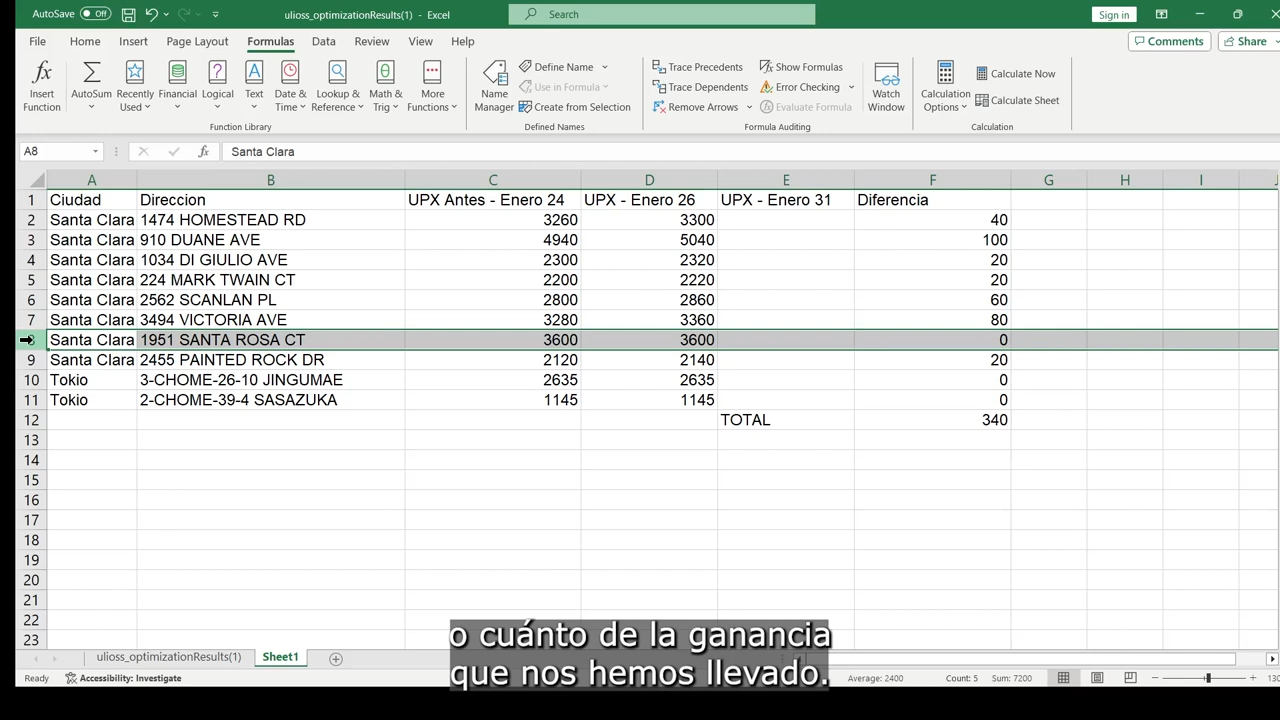 AutoSave Off ulioss_optimizationResults(1) - Excel Search Sign in
File Home Insert Page Layout Formulas Data Review View Help Comments Share
Insert Function
AutoSum
Recently Used
Financial
Logical
Text
Date & Time
Lookup & Reference
Math & Trig
More Functions
Function Library
Name Manager
Define Name
Use in Formula
Create from Selection
Defined Names
Trace Precedents
Trace Dependents
Remove Arrows
Show Formulas
Error Checking
Evaluate Formula
Formula Auditing
Watch Window
Calculation Options
Calculate Now
Calculate Sheet
Calculation
A8 fx Santa Clara
A B C D E F G H I J
1 Ciudad Direccion UPX Antes - Enero 24 UPX - Enero 26 UPX - Enero 31 Diferencia
2 Santa Clara 1474 HOMESTEAD RD 3260 3300 40
3 Santa Clara 910 DUANE AVE 4940 5040 100
4 Santa Clara 1034 DI GIULIO AVE 2300 2320 20
5 Santa Clara 224 MARK TWAIN CT 2200 2220 20
6 Santa Clara 2562 SCANLAN PL 2800 2860 60
7 Santa Clara 3494 VICTORIA AVE 3280 3360 80
8 Santa Clara 1951 SANTA ROSA CT 3600 3600 0
9 Santa Clara 2455 PAINTED ROCK DR 2120 2140 20
10 Tokio 3-CHOME-26-10 JINGUMAE 2635 2635 0
11 Tokio 2-CHOME-39-4 SASAZUKA 1145 1145 0
12 TOTAL 340
13
14
15
16
17
18
19
20
21
22
23
o cuánto de la ganancia
que nos hemos llevado.
ulioss_optimizationResults(1) Sheet1
Ready Accessibility: Investigate Average: 2400 Count: 5 Sum: 7200